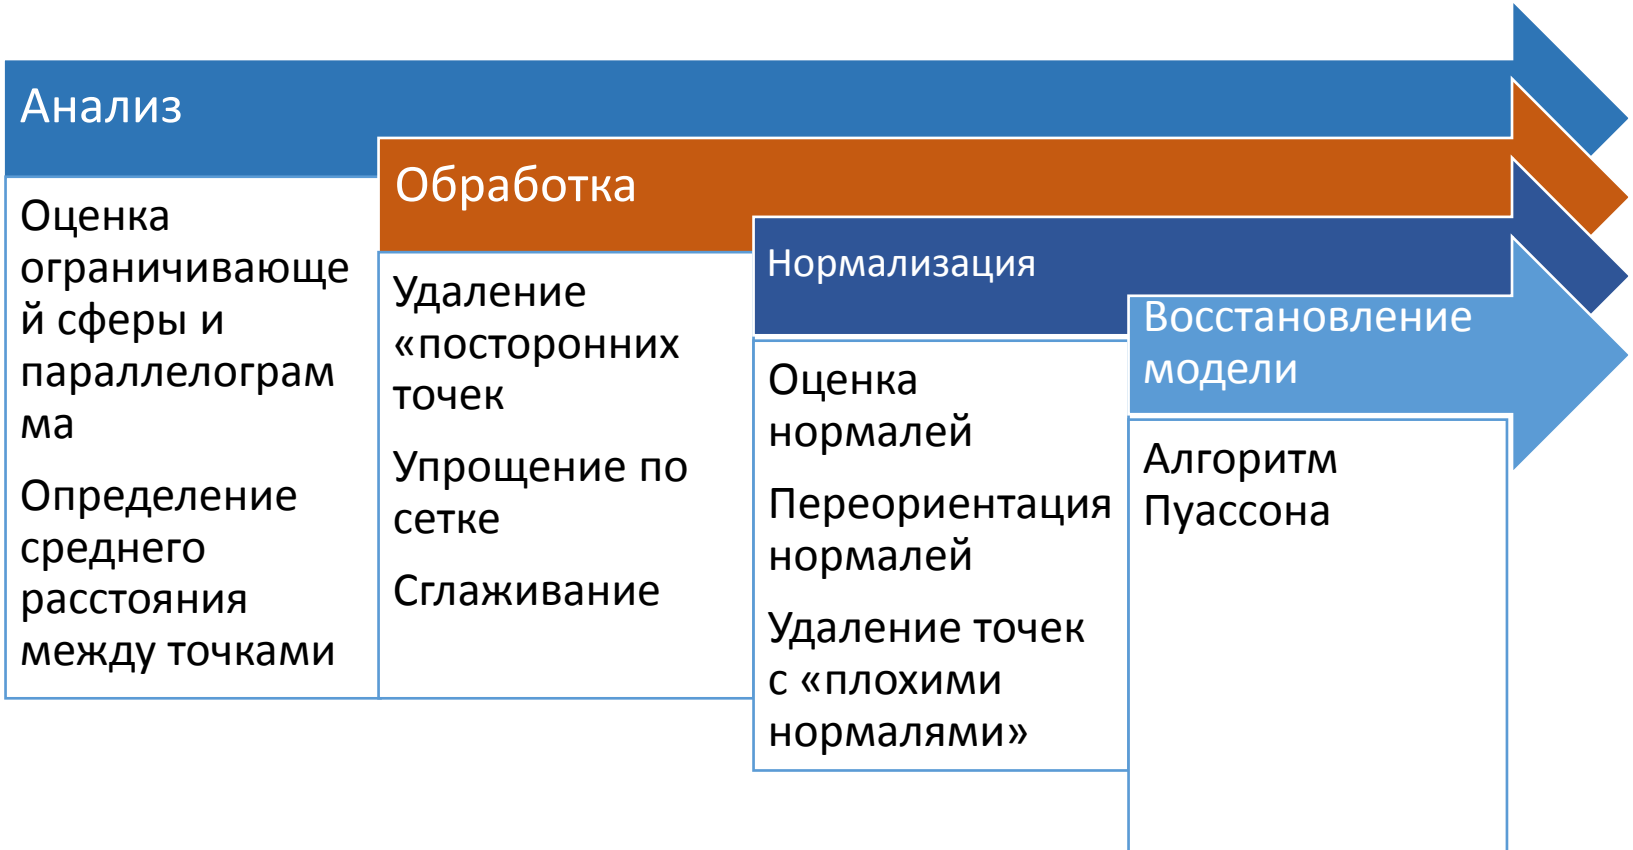 Анализ
Оценка
ограничивающе
й сферы и
параллелограм
ма
Определение
среднего
расстояния
между точками
Обработка
Удаление
«посторонних
точек
Упрощение по
сетке
Сглаживание
Нормализация
Оценка
нормалей
Переориентация
нормалей
Удаление точек
с «плохими
нормалями»
Восстановление
модели
Алгоритм
Пуассона